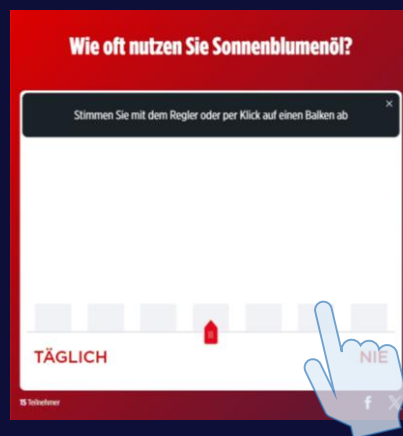 Wie oft nutzen Sie Sonnenblumenöl?
Stimmen Sie mit dem Regler oder per Klick auf einen Balken ab
TÄGLICH
NIE
15 Teilnehmer